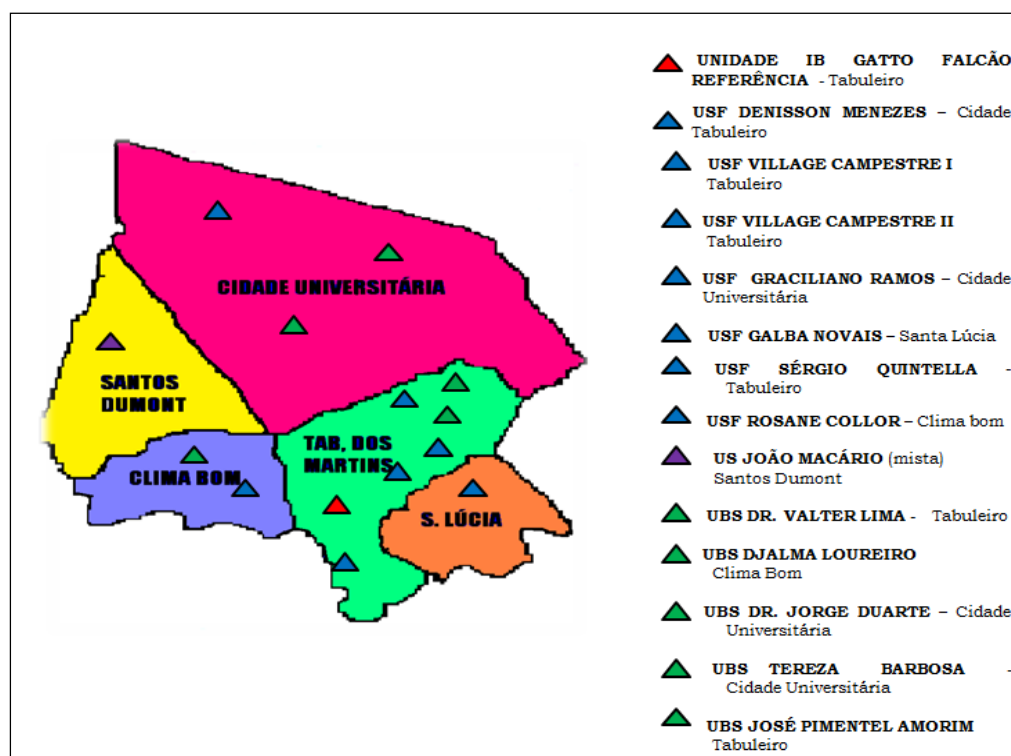 CIDADE UNIVERSITÁRIA
SANTOS
DUMONT
TAB, DOS
MARTINS
CLIMA BOM
S. LÚCIA
UNIDADE IB GATTO FALCÃO
REFERÊNCIA - Tabuleiro
USF DENISSON MENEZES – Cidade
Tabuleiro
USF VILLAGE CAMPESTRE I
Tabuleiro
USF VILLAGE CAMPESTRE II
Tabuleiro
USF GRACILIANO RAMOS – Cidade
Universitária
USF GALBA NOVAIS – Santa Lúcia
USF SÉRGIO QUINTELLA -
Tabuleiro
USF ROSANE COLLOR – Clima bom
US JOÃO MACÁRIO (mista)
Santos Dumont
UBS DR. VALTER LIMA - Tabuleiro
UBS DJALMA LOUREIRO
Clima Bom
UBS DR. JORGE DUARTE – Cidade
Universitária
UBS TEREZA BARBOSA -
Cidade Universitária
UBS JOSÉ PIMENTEL AMORIM
Tabuleiro